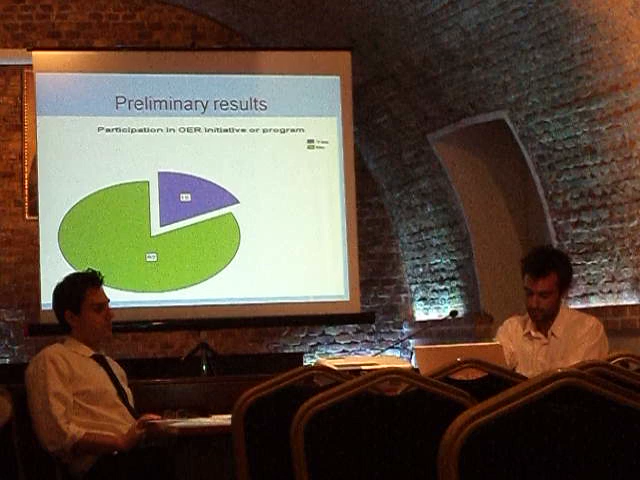 Preliminary results
Participation in OER initiative or program